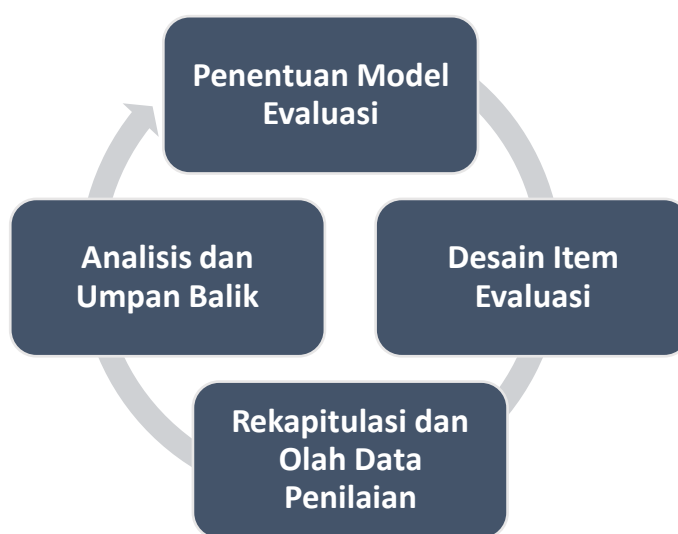 Penentuan Model
Evaluasi
Desain Item
Evaluasi
Rekapitulasi dan
Olah Data
Penilaian
Analisis dan
Umpan Balik